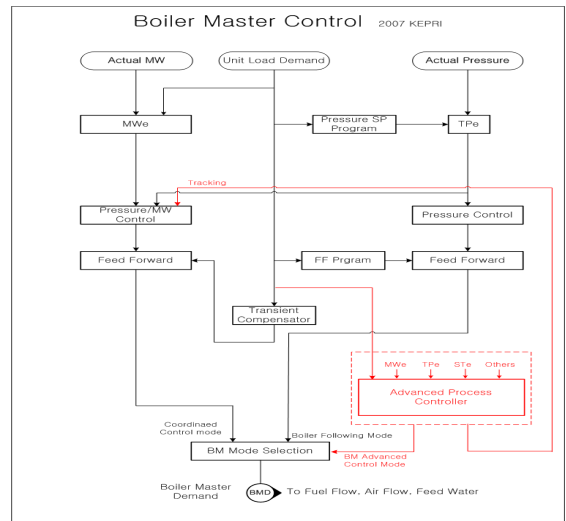 Boiler Master Control 2007 KEPRI
Actual MW
Unit Load Demand
Actual Pressure
MWe
Pressure SP
Program
TPe
Tracking
Pressure/MW
Control
Pressure Control
Feed Forward
FF Prgram
Feed Forward
Transient
Compensator
MWe TPe STe Others
Advanced Process
Controller
Coordinaed
Control mode
Boiler Following Mode
BM Mode Selection
BM Advanced
Control Mode
Boiler Master
Demand
BMD
To Fuel Flow, Air Flow, Feed Water